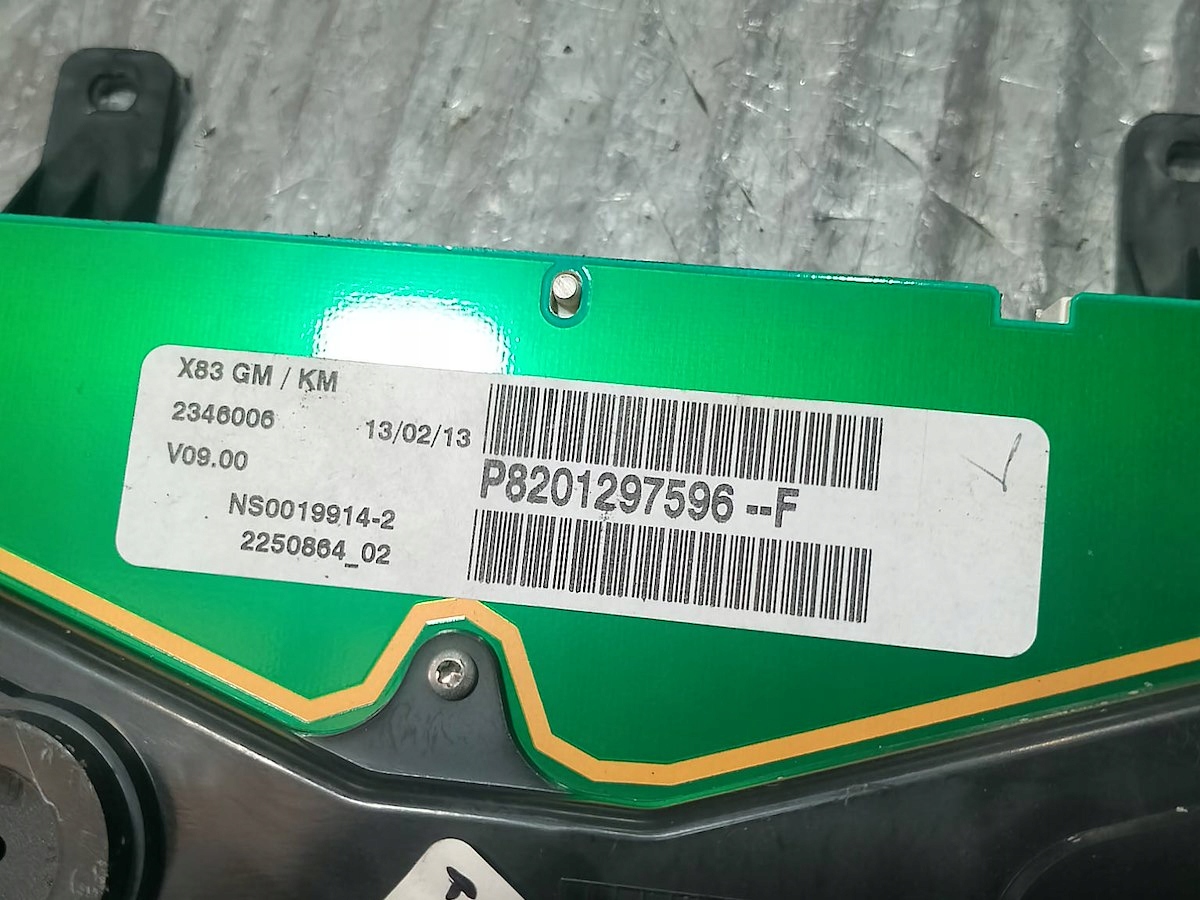 X83 GM / KM
2346006
13/02/13
V09.00
P8201297596 --F
NS0019914-2
2250864_02